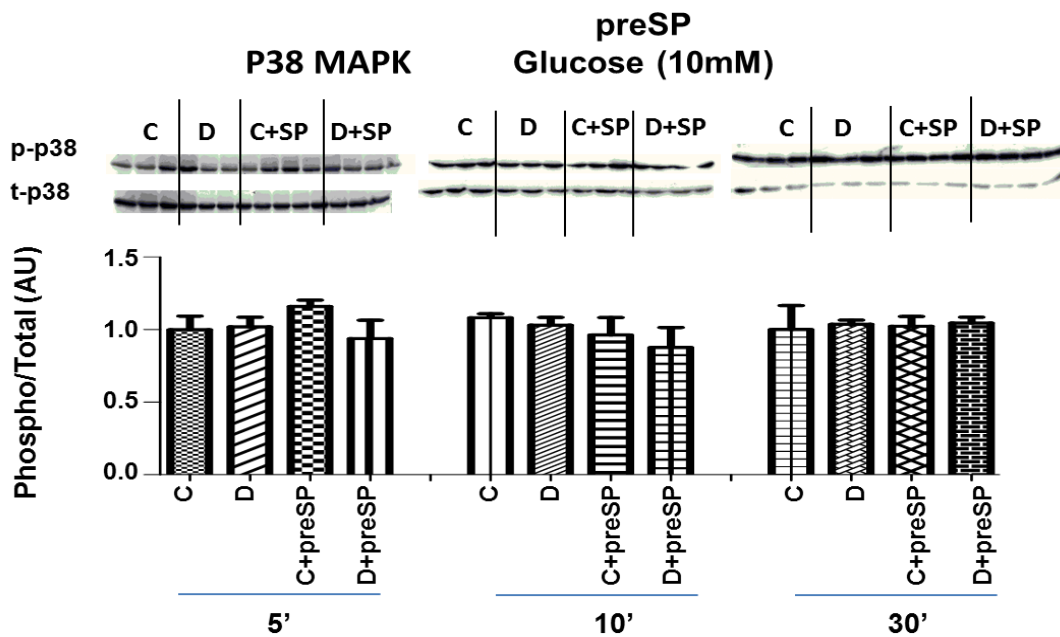 preSP
P38 MAPK Glucose (10mM)
C D C+SP D+SP C D C+SP D+SP C D C+SP D+SP
p-p38
t-p38
Phospho/Total (AU)
1.5
1.0
0.5
0.0
C D C+preSP D+preSP C D C+preSP D+preSP C D C+preSP D+preSP
5’ 10’ 30’